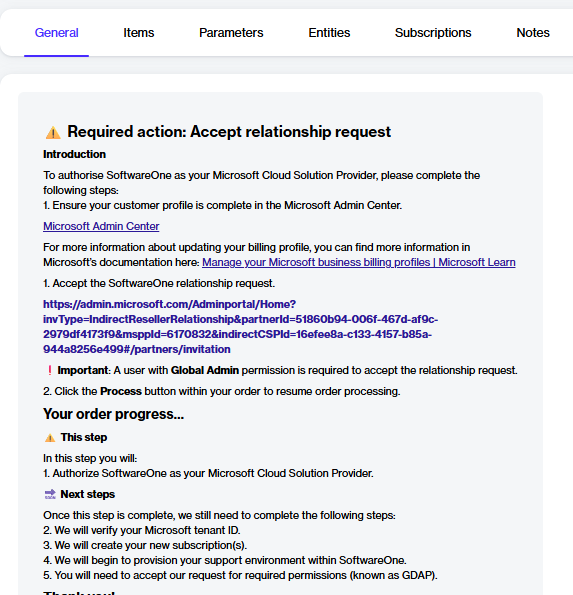 General Items Parameters Entities Subscriptions Notes
Required action: Accept relationship request
Introduction
To authorise SoftwareOne as your Microsoft Cloud Solution Provider, please complete the
following steps:
1. Ensure your customer profile is complete in the Microsoft Admin Center.
Microsoft Admin Center
For more information about updating your billing profile, you can find more information in
Microsoft's documentation here: Manage your Microsoft business billing profiles | Microsoft Learn
1. Accept the SoftwareOne relationship request.
https://admin.microsoft.com/Adminportal/Home?
invType=IndirectResellerRelationship&partnerId=51860b94-006f-467d-af9c-
2979df4173f9&msppId=6170832&indirectCSPId=16efee8a-c133-4157-b85a-
944a8256e499#/partners/invitation
Important: A user with Global Admin permission is required to accept the relationship request.
2. Click the Process button within your order to resume order processing.
Your order progress...
This step
In this step you will:
1. Authorize SoftwareOne as your Microsoft Cloud Solution Provider.
Next steps
Once this step is complete, we still need to complete the following steps:
2. We will verify your Microsoft tenant ID.
3. We will create your new subscription(s).
4. We will begin to provision your support environment within SoftwareOne.
5. You will need to accept our request for required permissions (known as GDAP).
Thank you!